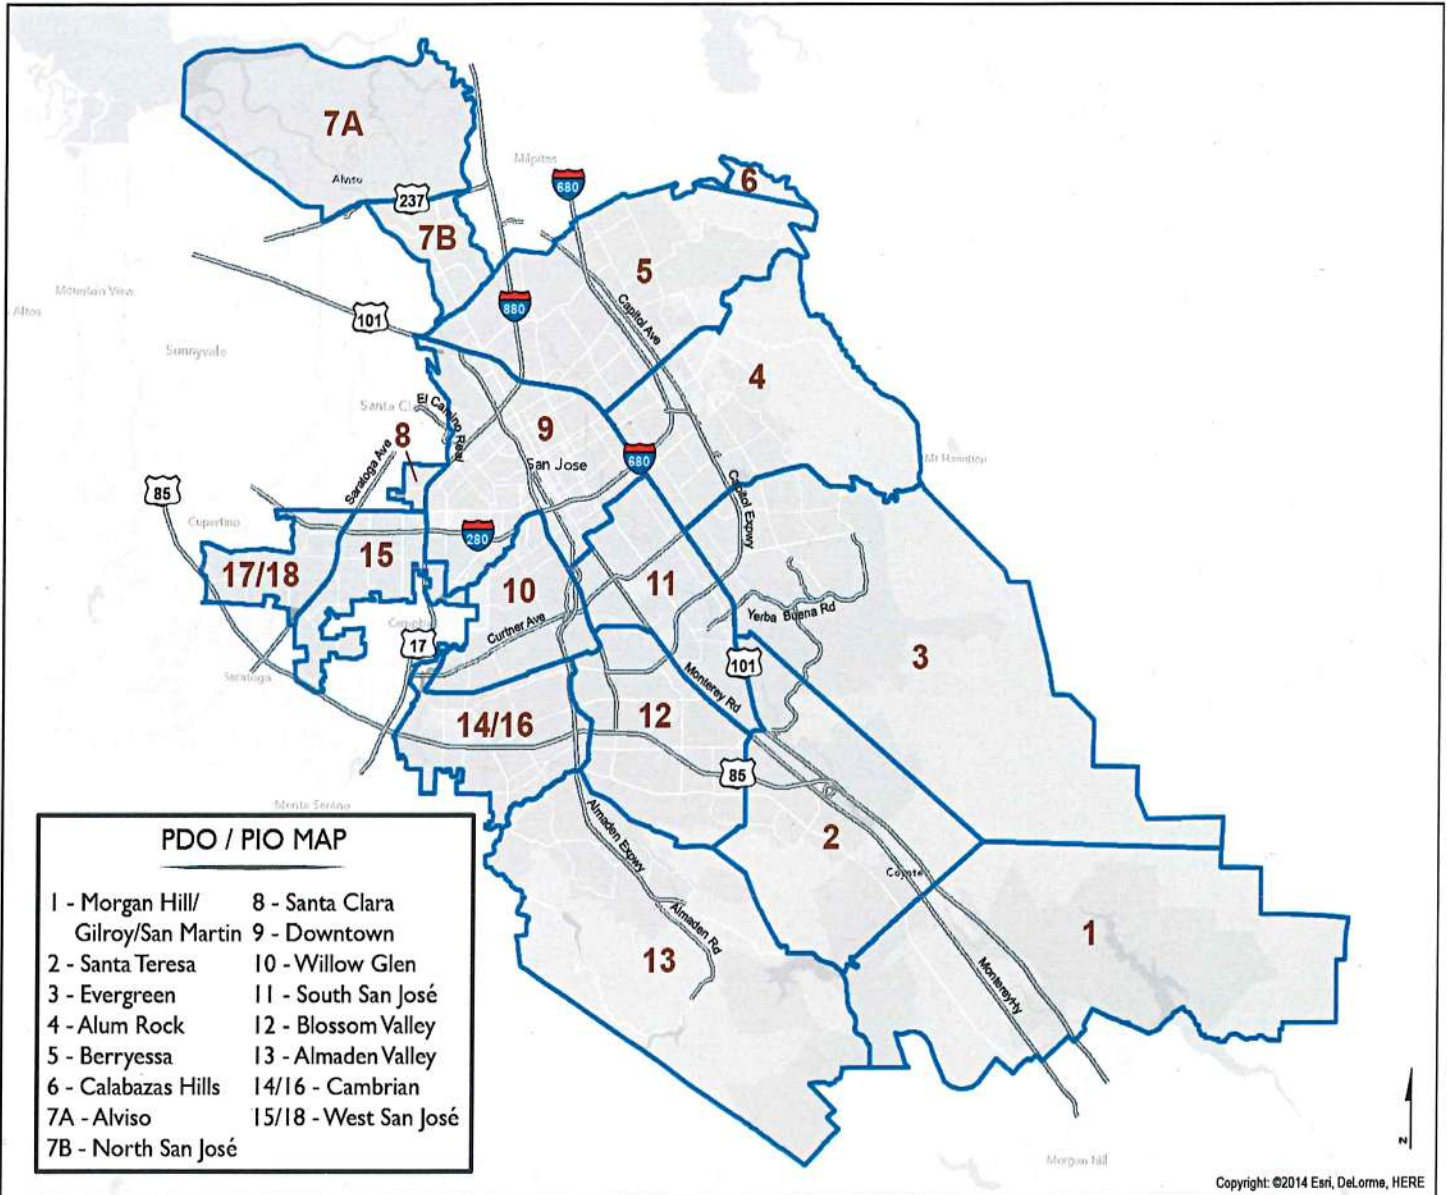 7A
Alviso
237
7B
Milpitas
680
6
5
880
Capitol Ave
Mountain View
Altos
101
Sunnyvale
4
Santa Cl
El Camino Real
8
9
San Jose
680
Saratoga Ave
Mt Hamilton
85
Cupertino
Capitol Expwy
280
15
17/18
10
11
Curtner Ave
Yerba Buena Rd
Campbell
17
101
3
Saratoga
Monterey Rd
14/16
12
85
Monte Sereno
Almaden Expwy
2
Coyote
Almaden Rd
13
1
MontereyHy
Morgan Hill
PDO / PIO MAP
1 - Morgan Hill/
Gilroy/San Martin
2 - Santa Teresa
3 - Evergreen
4 - Alum Rock
5 - Berryessa
6 - Calabazas Hills
7A - Alviso
7B - North San José
8 - Santa Clara
9 - Downtown
10 - Willow Glen
11 - South San José
12 - Blossom Valley
13 - Almaden Valley
14/16 - Cambrian
15/18 - West San José
N
Copyright: ©2014 Esri, DeLorme, HERE